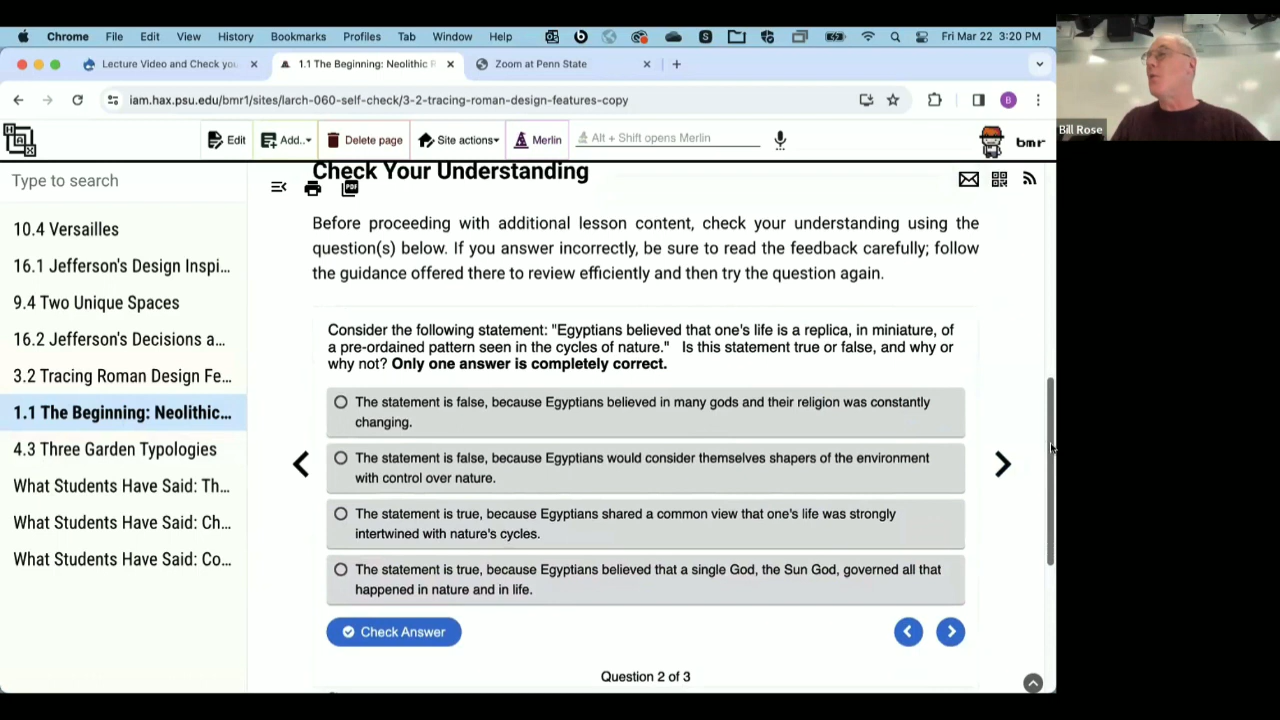 Chrome File Edit View History Bookmarks Profiles Tab Window Help Fri Mar 22 3:20 PM
Lecture Video and Check you
1.1 The Beginning: Neolithic R
Zoom at Penn State
iam.hax.psu.edu/bmr1/sites/larch-060-self-check/3-2-tracing-roman-design-features-copy
B
HAX
Edit Add.. Delete page Site actions Merlin Alt + Shift opens Merlin bmr
Bill Rose
Type to search
10.4 Versailles
16.1 Jefferson's Design Inspi...
9.4 Two Unique Spaces
16.2 Jefferson's Decisions a...
3.2 Tracing Roman Design Fe...
1.1 The Beginning: Neolithic...
4.3 Three Garden Typologies
What Students Have Said: Th...
What Students Have Said: Ch...
What Students Have Said: Co...
Check Your Understanding
PDF
Before proceeding with additional lesson content, check your understanding using the
question(s) below. If you answer incorrectly, be sure to read the feedback carefully; follow
the guidance offered there to review efficiently and then try the question again.
Consider the following statement: "Egyptians believed that one's life is a replica, in miniature, of
a pre-ordained pattern seen in the cycles of nature." Is this statement true or false, and why or
why not? Only one answer is completely correct.
The statement is false, because Egyptians believed in many gods and their religion was constantly
changing.
The statement is false, because Egyptians would consider themselves shapers of the environment
with control over nature.
The statement is true, because Egyptians shared a common view that one's life was strongly
intertwined with nature's cycles.
The statement is true, because Egyptians believed that a single God, the Sun God, governed all that
happened in nature and in life.
Check Answer
Question 2 of 3